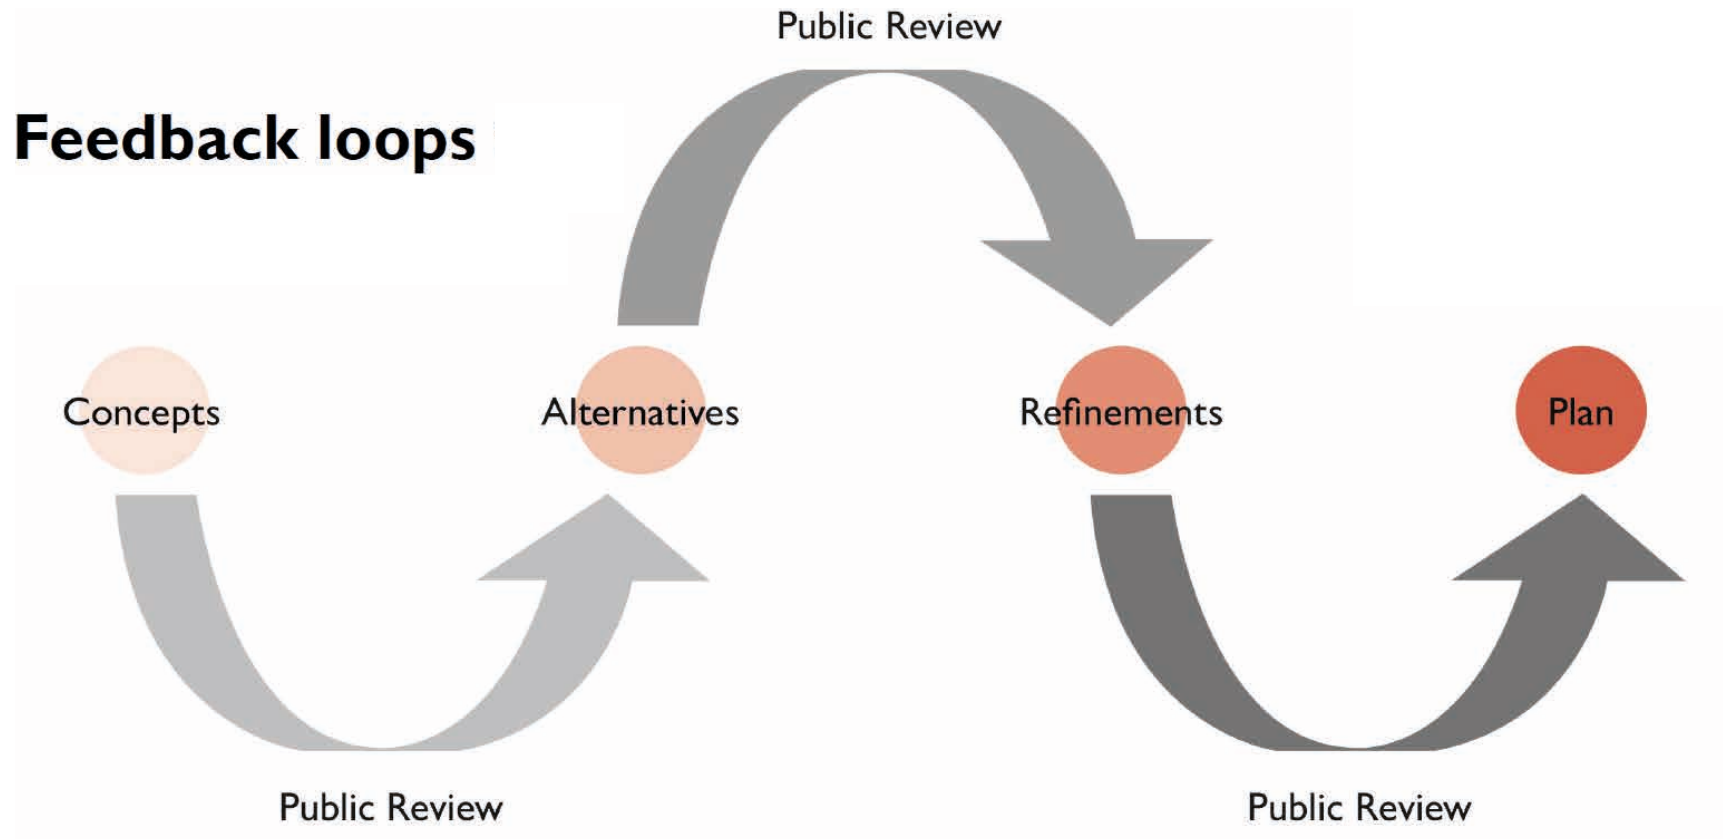 Public Review
Feedback loops
Concepts
Alternatives
Refinements
Plan
Public Review
Public Review